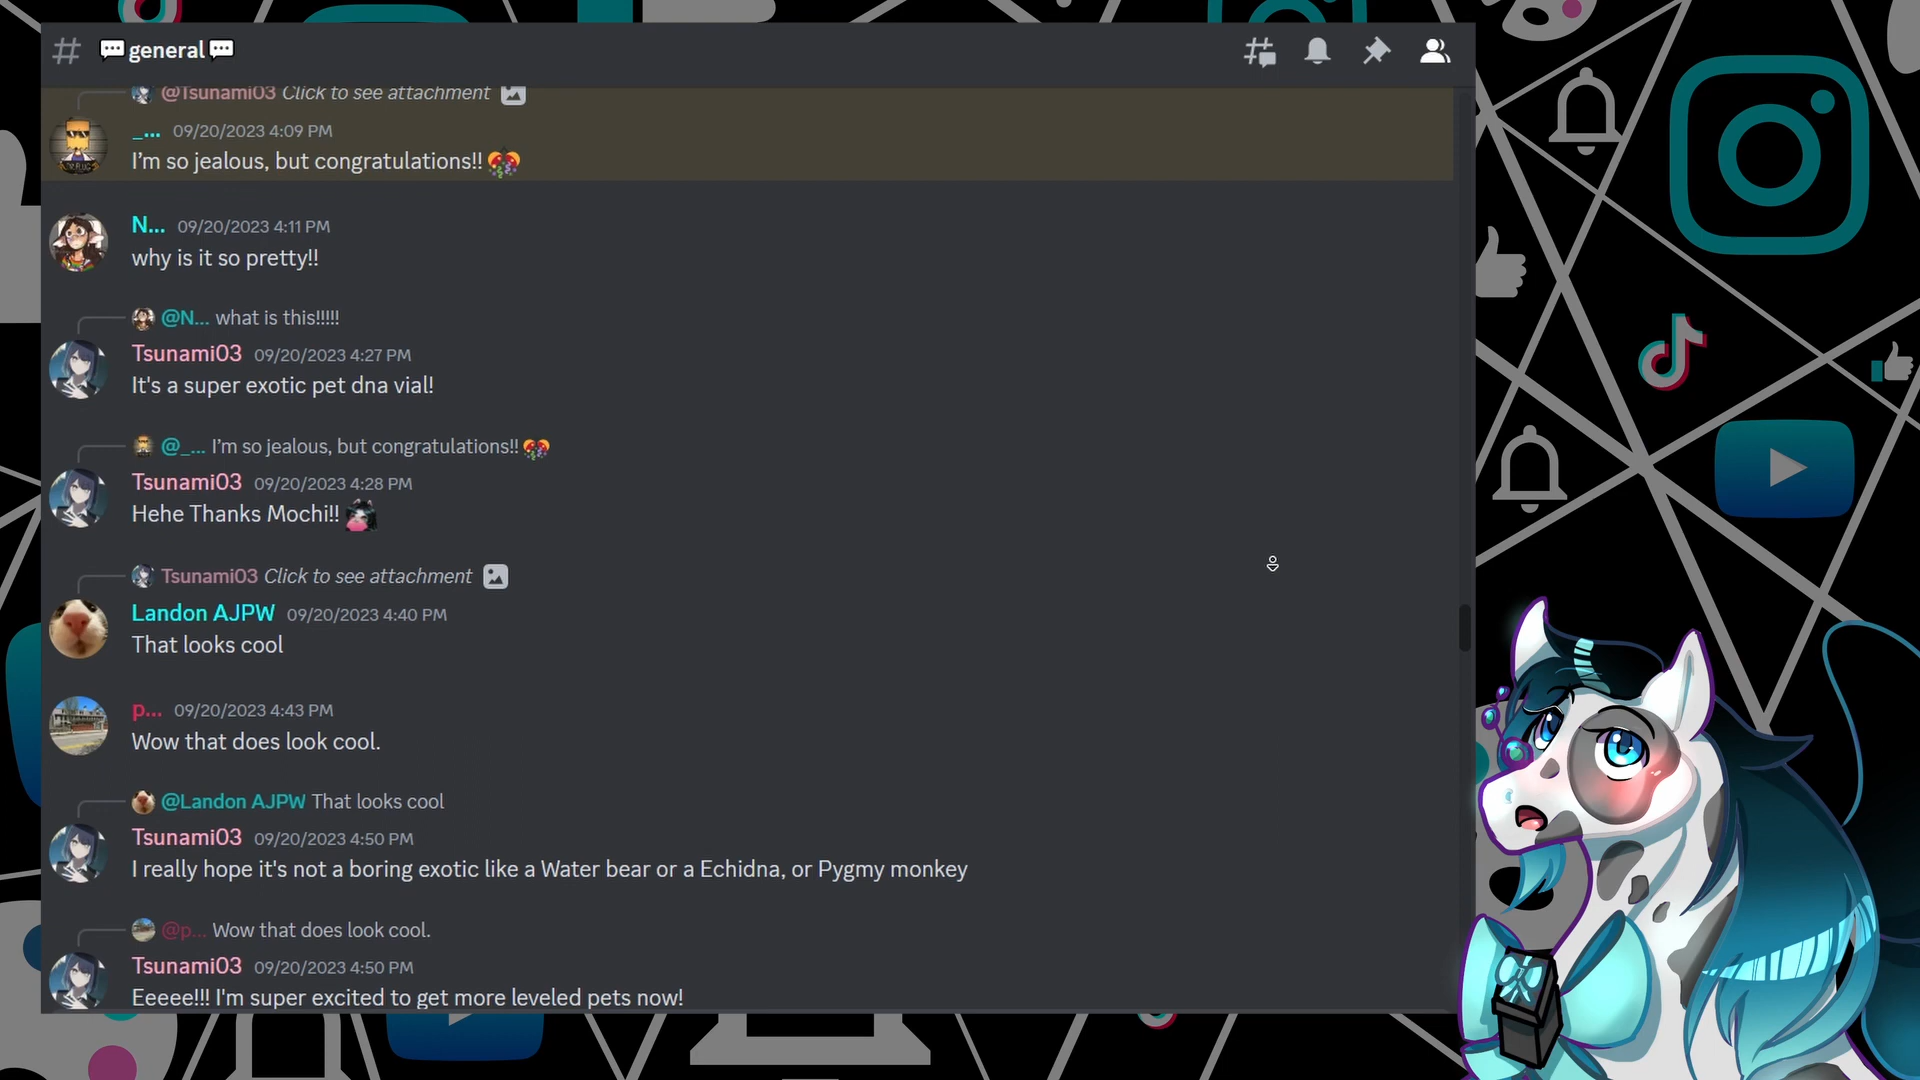 general
@Tsunami03 Click to see attachment
_... 09/20/2023 4:09 PM
I'm so jealous, but congratulations!!
N... 09/20/2023 4:11 PM
why is it so pretty!!
@N... what is this!!!!!
Tsunami03 09/20/2023 4:27 PM
It's a super exotic pet dna vial!
@_... I'm so jealous, but congratulations!!
Tsunami03 09/20/2023 4:28 PM
Hehe Thanks Mochi!!
Tsunami03 Click to see attachment
Landon AJPW 09/20/2023 4:40 PM
That looks cool
p... 09/20/2023 4:43 PM
Wow that does look cool.
@Landon AJPW That looks cool
Tsunami03 09/20/2023 4:50 PM
I really hope it's not a boring exotic like a Water bear or a Echidna, or Pygmy monkey
@p... Wow that does look cool.
Tsunami03 09/20/2023 4:50 PM
Eeeee!!! I'm super excited to get more leveled pets now!